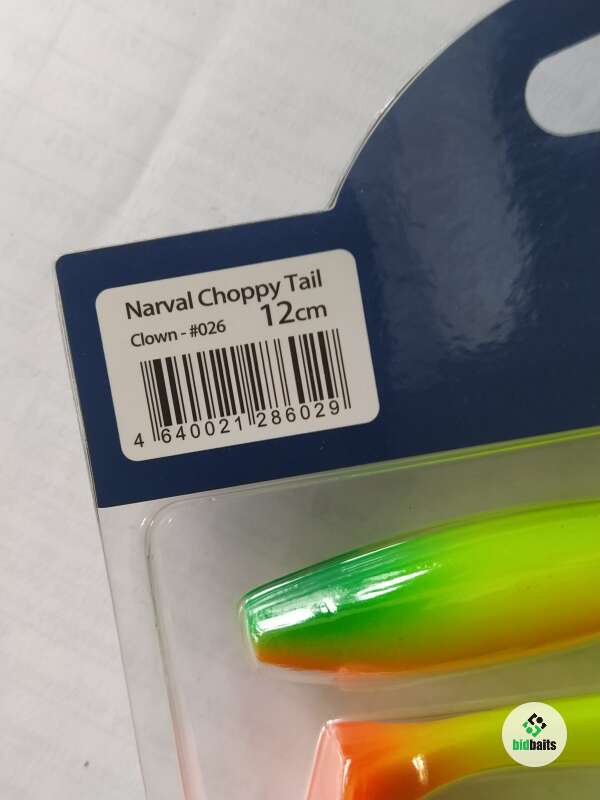 Narval Choppy Tail
Clown - #026 12cm
4 640021 286029
bidbaits